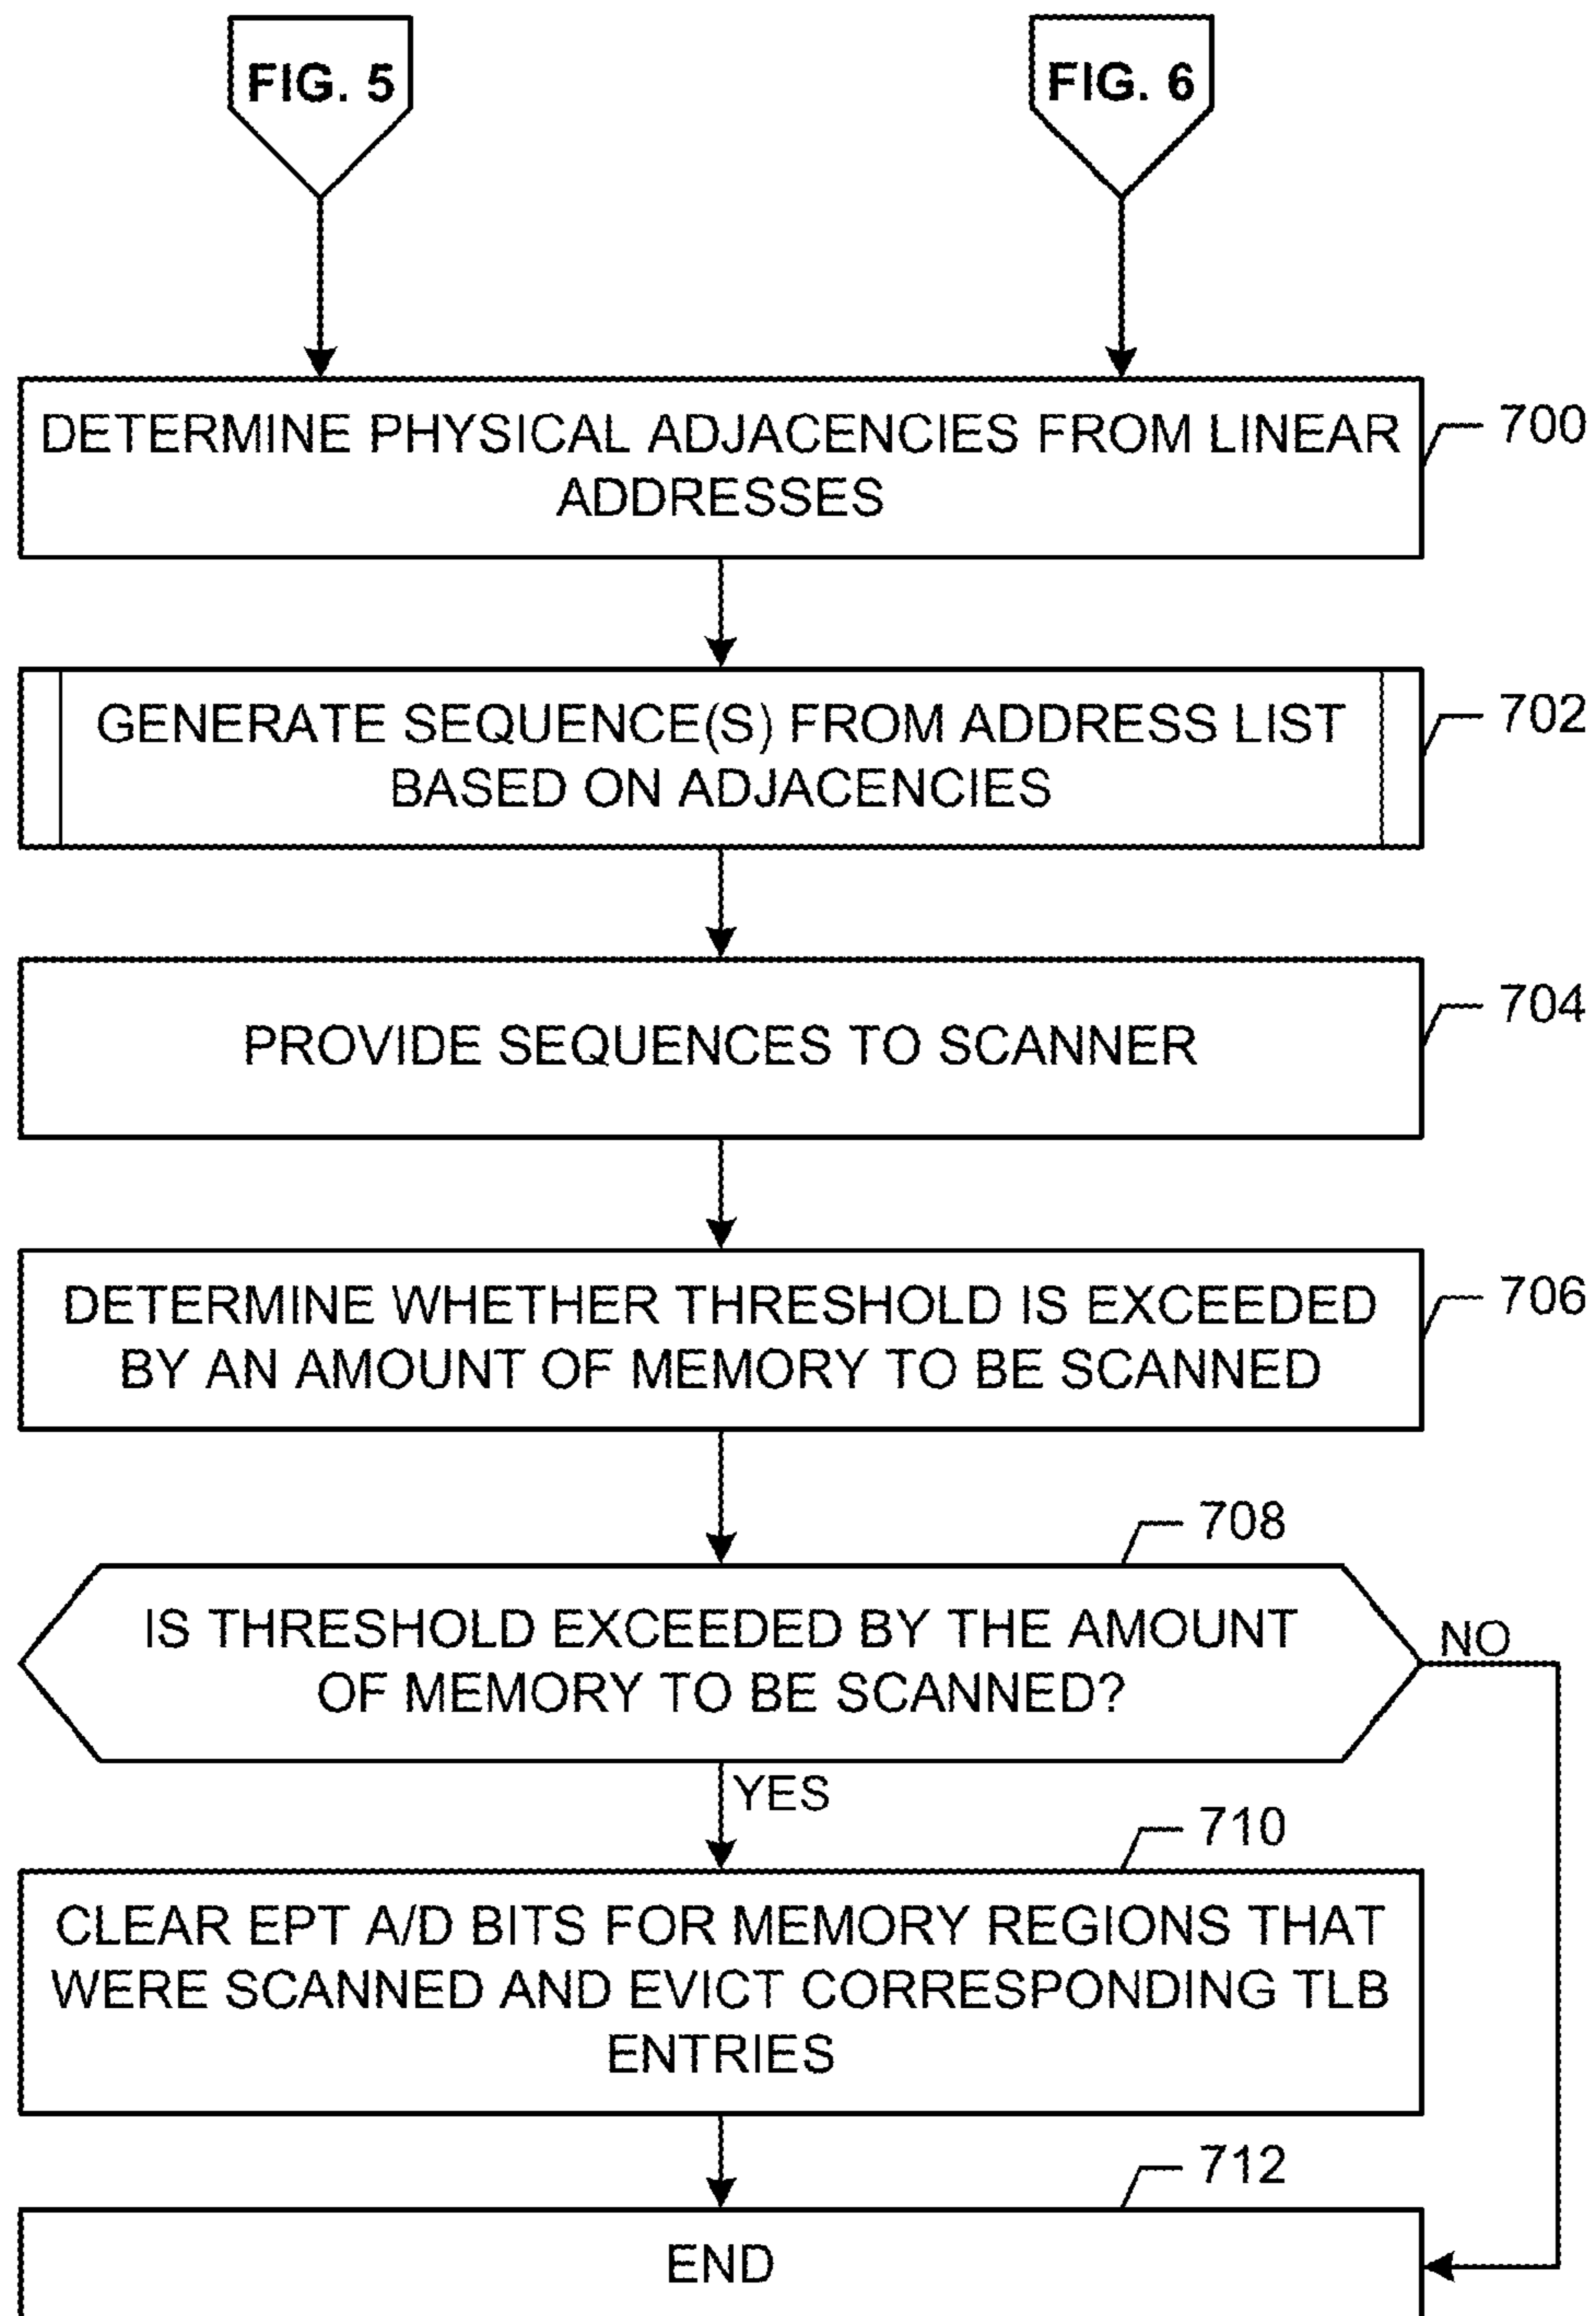 FIG. 5
FIG. 6
DETERMINE PHYSICAL ADJACENCIES FROM LINEAR
ADDRESSES
700
GENERATE SEQUENCE(S) FROM ADDRESS LIST
BASED ON ADJACENCIES
702
PROVIDE SEQUENCES TO SCANNER
704
DETERMINE WHETHER THRESHOLD IS EXCEEDED
BY AN AMOUNT OF MEMORY TO BE SCANNED
706
708
IS THRESHOLD EXCEEDED BY THE AMOUNT
OF MEMORY TO BE SCANNED?
NO
YES
710
CLEAR EPT A/D BITS FOR MEMORY REGIONS THAT
WERE SCANNED AND EVICT CORRESPONDING TLB
ENTRIES
712
END